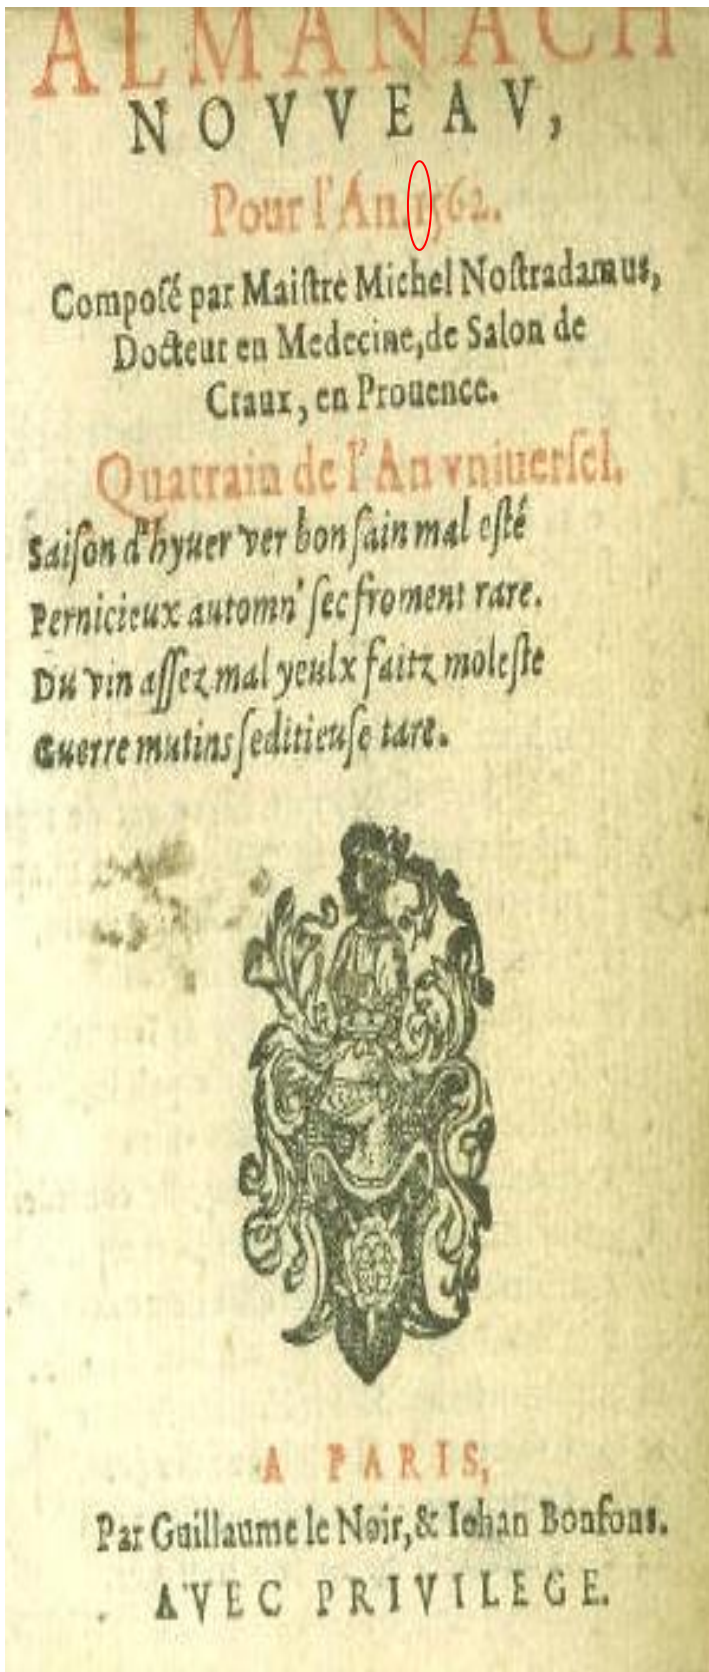 ALMANACH
NOVVEAV,
Pour l'An.1562.
Compoſé par Maiſtre Michel Noſtradamus,
Docteur en Medecine,de Salon de
Craux, en Prouence.
Quatrain de l'An vniuerſel.
Saiſon d'hyuer ver bon ſain mal eſté
Pernicieux automn' ſec froment rare.
Du vin aſſez mal yeulx faitz moleſte
Guerre mutins ſeditieuſe tare.
A PARIS,
Par Guillaume le Noir,& Iehan Bonfons.
AVEC PRIVILEGE.